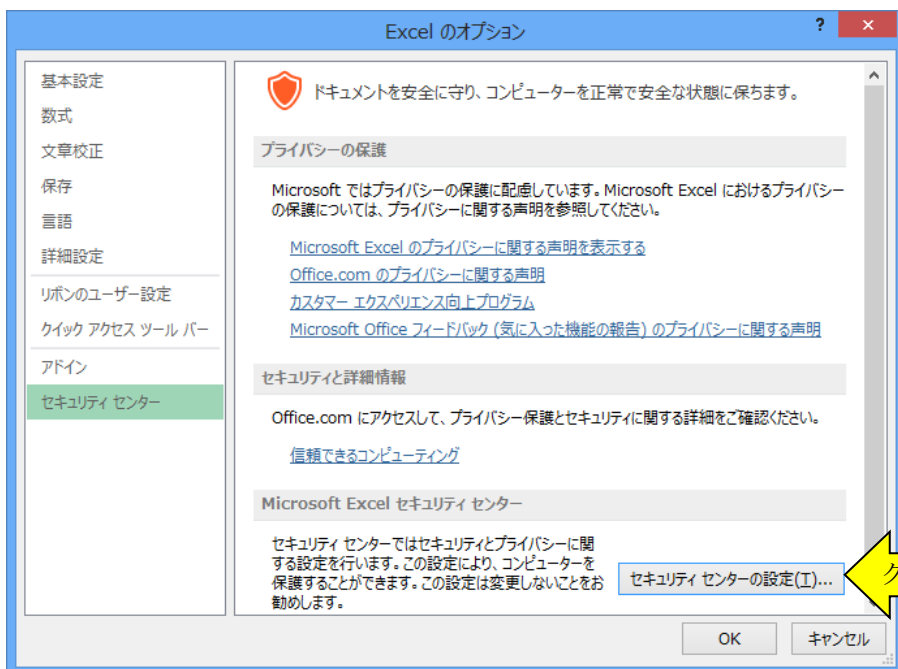 Excel のオプション
?
×
基本設定
数式
文章校正
保存
言語
詳細設定
リボンのユーザー設定
クイック アクセス ツール バー
アドイン
セキュリティ センター
ドキュメントを安全に守り、コンピューターを正常で安全な状態に保ちます。
プライバシーの保護
Microsoft ではプライバシーの保護に配慮しています。Microsoft Excel におけるプライバシー
の保護については、プライバシーに関する声明を参照してください。
Microsoft Excel のプライバシーに関する声明を表示する
Office.com のプライバシーに関する声明
カスタマー エクスペリエンス向上プログラム
Microsoft Office フィードバック (気に入った機能の報告) のプライバシーに関する声明
セキュリティと詳細情報
Office.com にアクセスして、プライバシー保護とセキュリティに関する詳細をご確認ください。
信頼できるコンピューティング
Microsoft Excel セキュリティ センター
セキュリティ センターではセキュリティとプライバシーに関
する設定を行います。この設定により、コンピューターを
保護することができます。この設定は変更しないことをお
勧めします。
セキュリティ センターの設定(T)...
OK
キャンセル